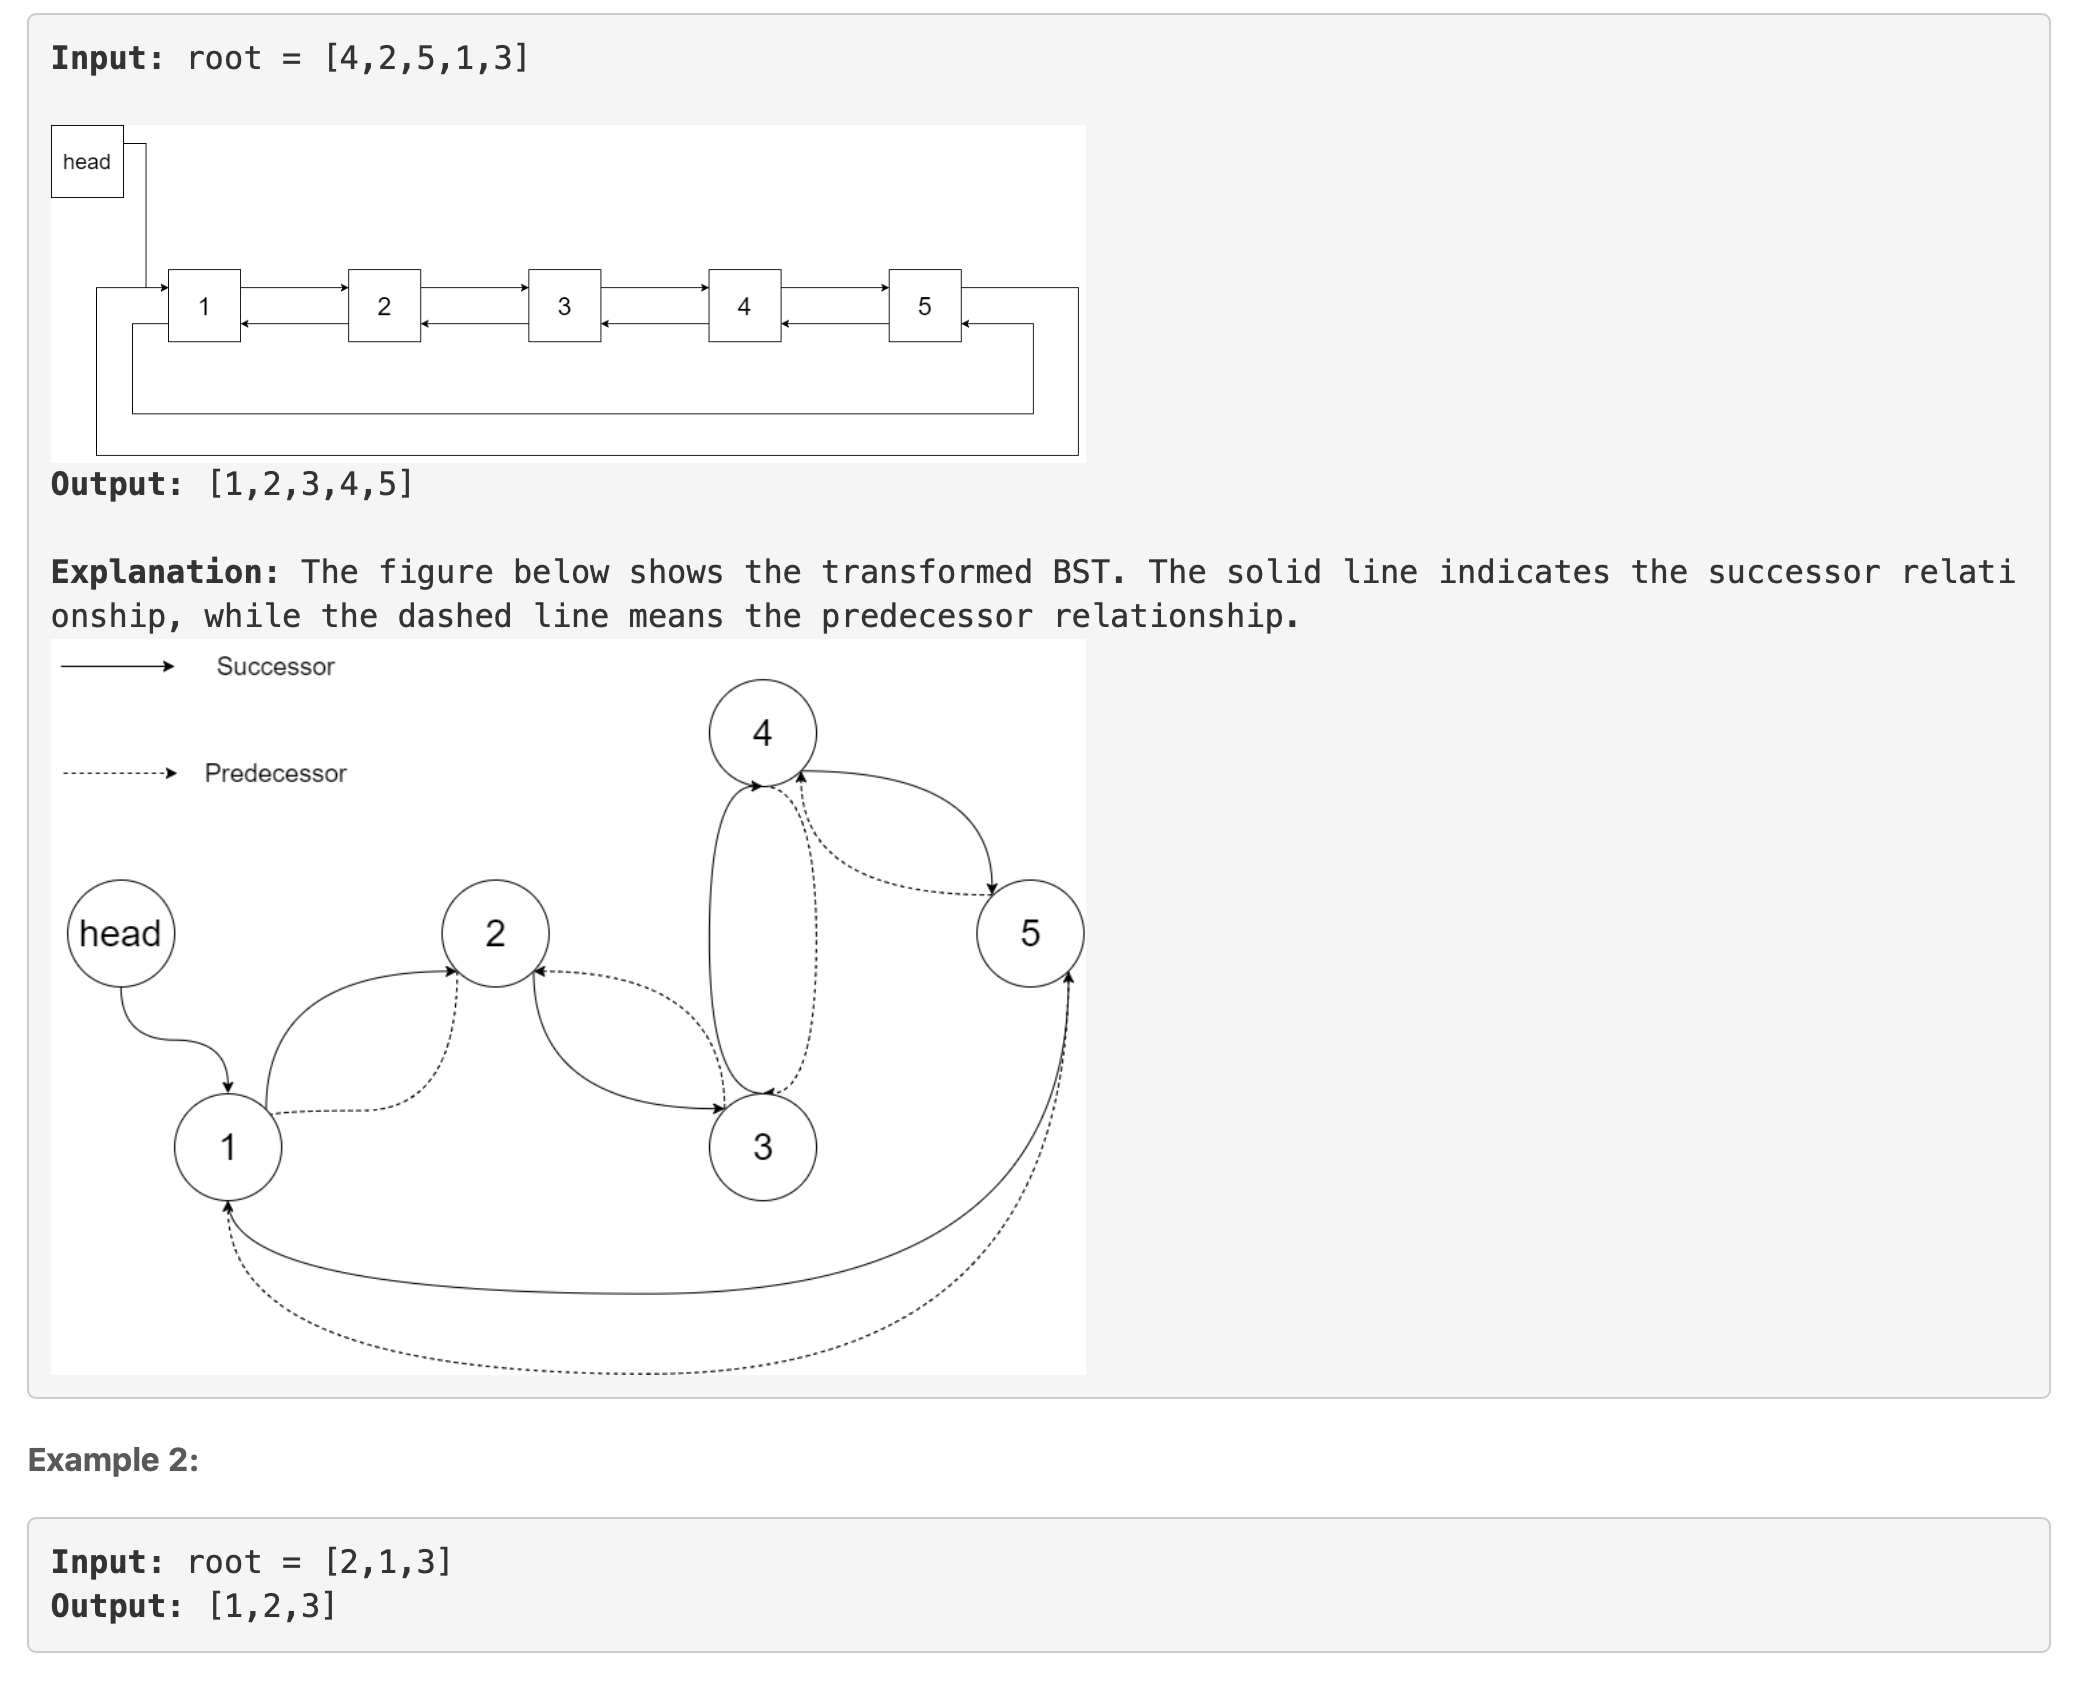 Input: root = [4,2,5,1,3]
head
1 2 3 4 5
Output: [1,2,3,4,5]
Explanation: The figure below shows the transformed BST. The solid line indicates the successor relati
onship, while the dashed line means the predecessor relationship.
Successor
4
Predecessor
head 2 5
1 3
Example 2:
Input: root = [2,1,3]
Output: [1,2,3]